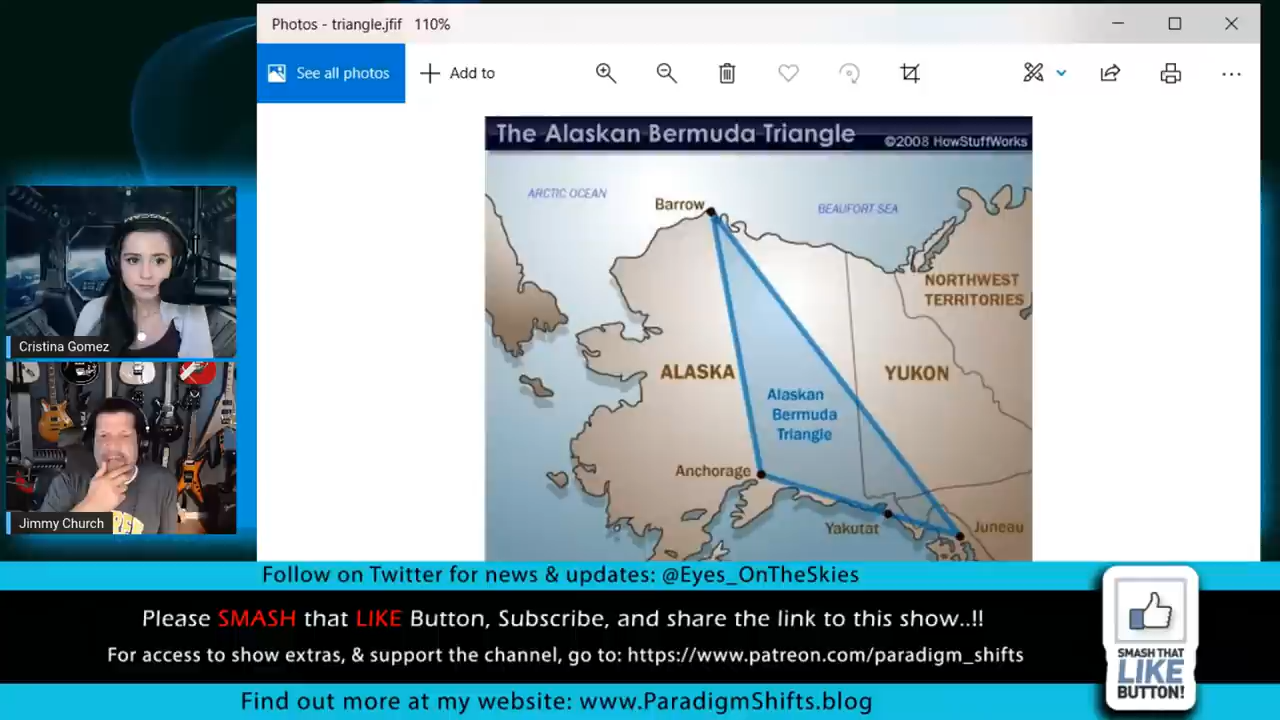 Photos - triangle.jfif 110%
See all photos
Add to
The Alaskan Bermuda Triangle
©2008 HowStuffWorks
ARCTIC OCEAN
Barrow
BEAUFORT SEA
NORTHWEST
TERRITORIES
ALASKA
YUKON
Alaskan
Bermuda
Triangle
Anchorage
Yakutat
Juneau
Cristina Gomez
Jimmy Church
Follow on Twitter for news & updates: @Eyes_OnTheSkies
Please SMASH that LIKE Button, Subscribe, and share the link to this show..!!
For access to show extras, & support the channel, go to: https://www.patreon.com/paradigm_shifts
Find out more at my website: www.ParadigmShifts.blog
SMASH THAT
LIKE
BUTTON!